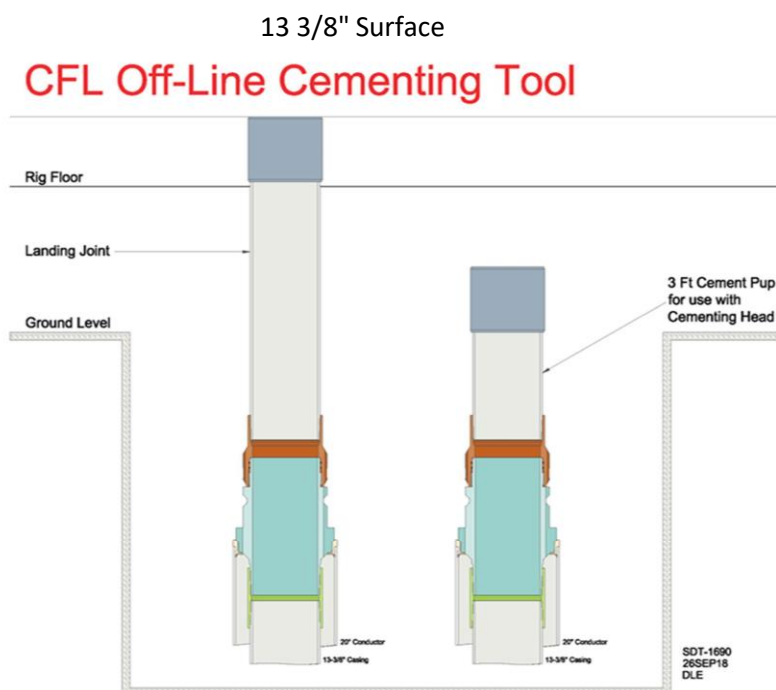 13 3/8" Surface
CFL Off-Line Cementing Tool
Rig Floor
Landing Joint
3 Ft Cement Pup
for use with
Cementing Head
Ground Level
20" Conductor
13-3/8" Casing
20" Conductor
13-3/8" Casing
SDT-1690
26SEP18
DLE